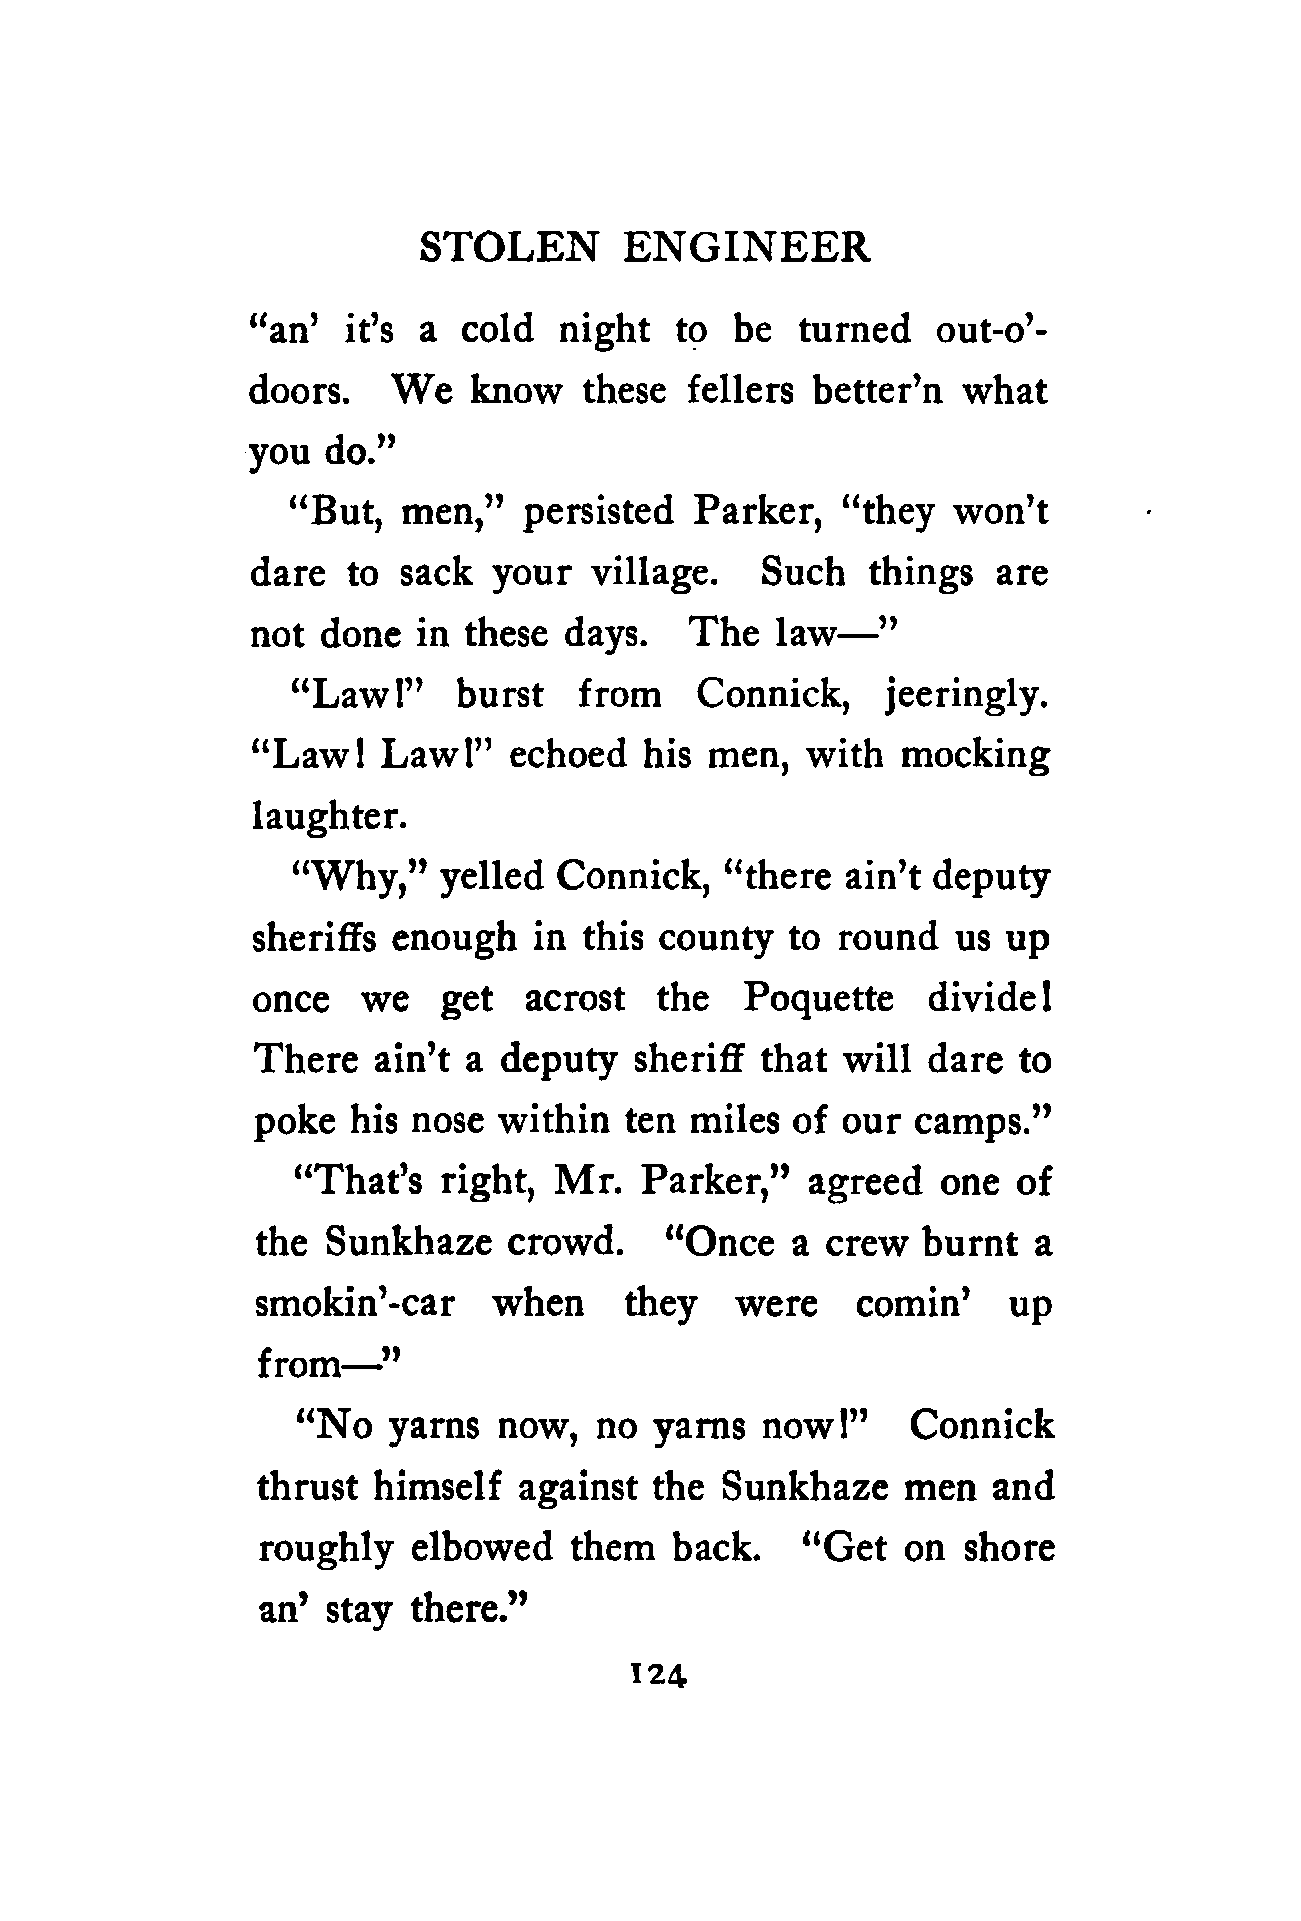 STOLEN ENGINEER
“an’ it’s a cold night to be turned out-o’-
doors. We know these fellers better’n what
you do.”
“But, men,” persisted Parker, “they won’t
dare to sack your village. Such things are
not done in these days. The law—”
“Law!” burst from Connick, jeeringly.
“Law! Law!” echoed his men, with mocking
laughter.
“Why,” yelled Connick, “there ain’t deputy
sheriffs enough in this county to round us up
once we get acrost the Poquette divide!
There ain’t a deputy sheriff that will dare to
poke his nose within ten miles of our camps.”
“That’s right, Mr. Parker,” agreed one of
the Sunkhaze crowd. “Once a crew burnt a
smokin’-car when they were comin’ up
from—”
“No yarns now, no yarns now!” Connick
thrust himself against the Sunkhaze men and
roughly elbowed them back. “Get on shore
an’ stay there.”
124